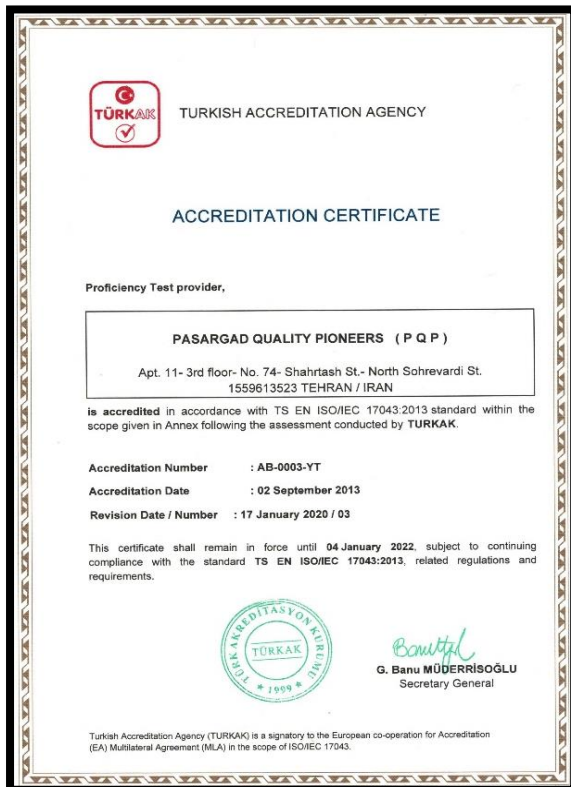 TÜRKAK
TURKISH ACCREDITATION AGENCY
ACCREDITATION CERTIFICATE
Proficiency Test provider,
PASARGAD QUALITY PIONEERS ( P Q P )
Apt. 11- 3rd floor- No. 74- Shahrtash St.- North Sohrevardi St.
1559613523 TEHRAN / IRAN
is accredited in accordance with TS EN ISO/IEC 17043:2013 standard within the
scope given in Annex following the assessment conducted by TURKAK.
Accreditation Number : AB-0003-YT
Accreditation Date : 02 September 2013
Revision Date / Number : 17 January 2020 / 03
This certificate shall remain in force until 04 January 2022, subject to continuing
compliance with the standard TS EN ISO/IEC 17043:2013, related regulations and
requirements.
TÜRK AKREDİTASYON KURUMU
TÜRKAK
* 1999 *
G. Banu MÜDERRİSOĞLU
Secretary General
Turkish Accreditation Agency (TURKAK) is a signatory to the European co-operation for Accreditation
(EA) Multilateral Agreement (MLA) in the scope of ISO/IEC 17043.